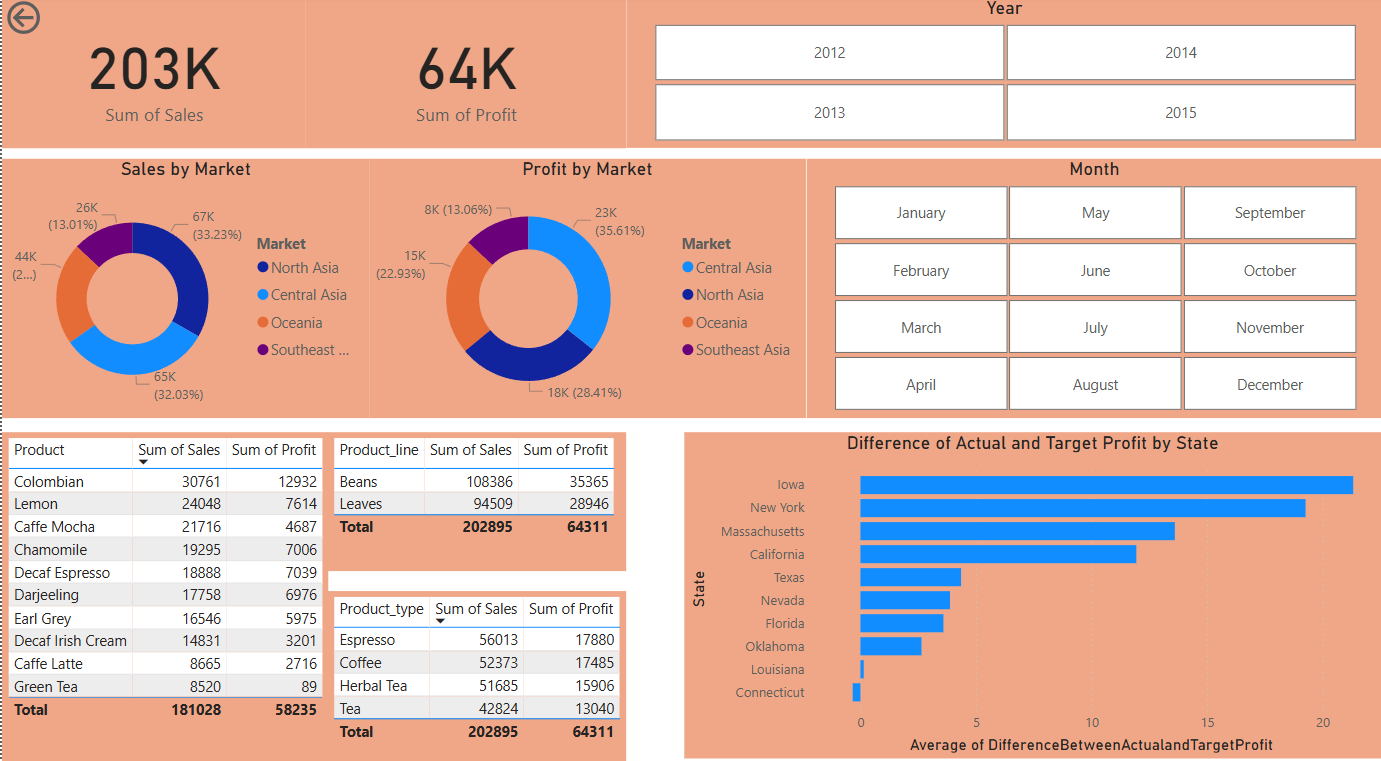 203K
Sum of Sales
64K
Sum of Profit
Year
2012
2014
2013
2015
Sales by Market
26K
(13.01%)
67K
(33.23%)
44K
(2...)
65K
(32.03%)
Market
North Asia
Central Asia
Oceania
Southeast ...
Profit by Market
8K (13.06%)
23K
(35.61%)
15K
(22.93%)
18K (28.41%)
Market
Central Asia
North Asia
Oceania
Southeast Asia
Month
January May September
February June October
March July November
April August December
Product Sum of Sales Sum of Profit
Colombian 30761 12932
Lemon 24048 7614
Caffe Mocha 21716 4687
Chamomile 19295 7006
Decaf Espresso 18888 7039
Darjeeling 17758 6976
Earl Grey 16546 5975
Decaf Irish Cream 14831 3201
Caffe Latte 8665 2716
Green Tea 8520 89
Total 181028 58235
Product_line Sum of Sales Sum of Profit
Beans 108386 35365
Leaves 94509 28946
Total 202895 64311
Product_type Sum of Sales Sum of Profit
Espresso 56013 17880
Coffee 52373 17485
Herbal Tea 51685 15906
Tea 42824 13040
Total 202895 64311
Difference of Actual and Target Profit by State
State
Iowa
New York
Massachusetts
California
Texas
Nevada
Florida
Oklahoma
Louisiana
Connecticut
0 5 10 15 20
Average of DifferenceBetweenActualandTargetProfit